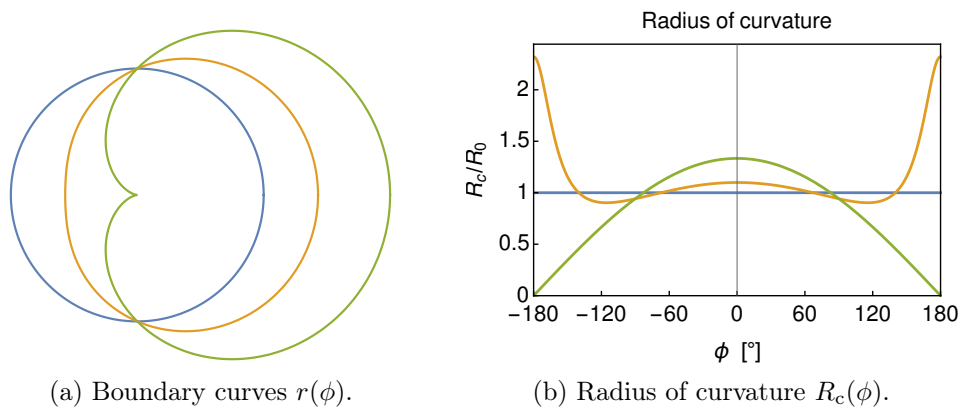 Radius of curvature
2
1.5
R_c/R_0
1
0.5
0
−180 −120 −60 0 60 120 180
ϕ [°]
(a) Boundary curves r(ϕ).
(b) Radius of curvature R_c(ϕ).